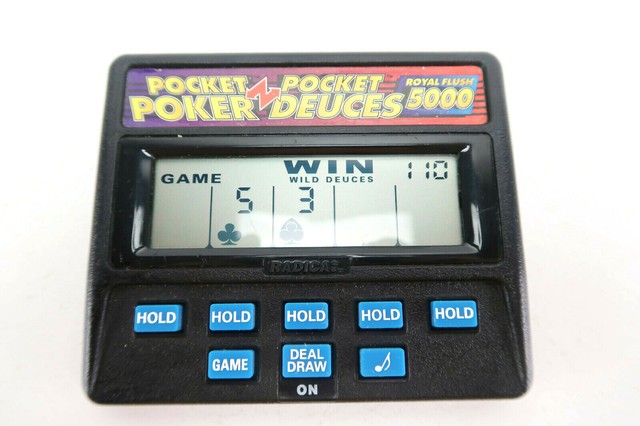 POCKET POKER N POCKET DEUCES™
ROYAL FLUSH 5000
GAME WIN 110
WILD DEUCES
5 3
RADICA
HOLD HOLD HOLD HOLD HOLD
GAME DEAL DRAW
ON